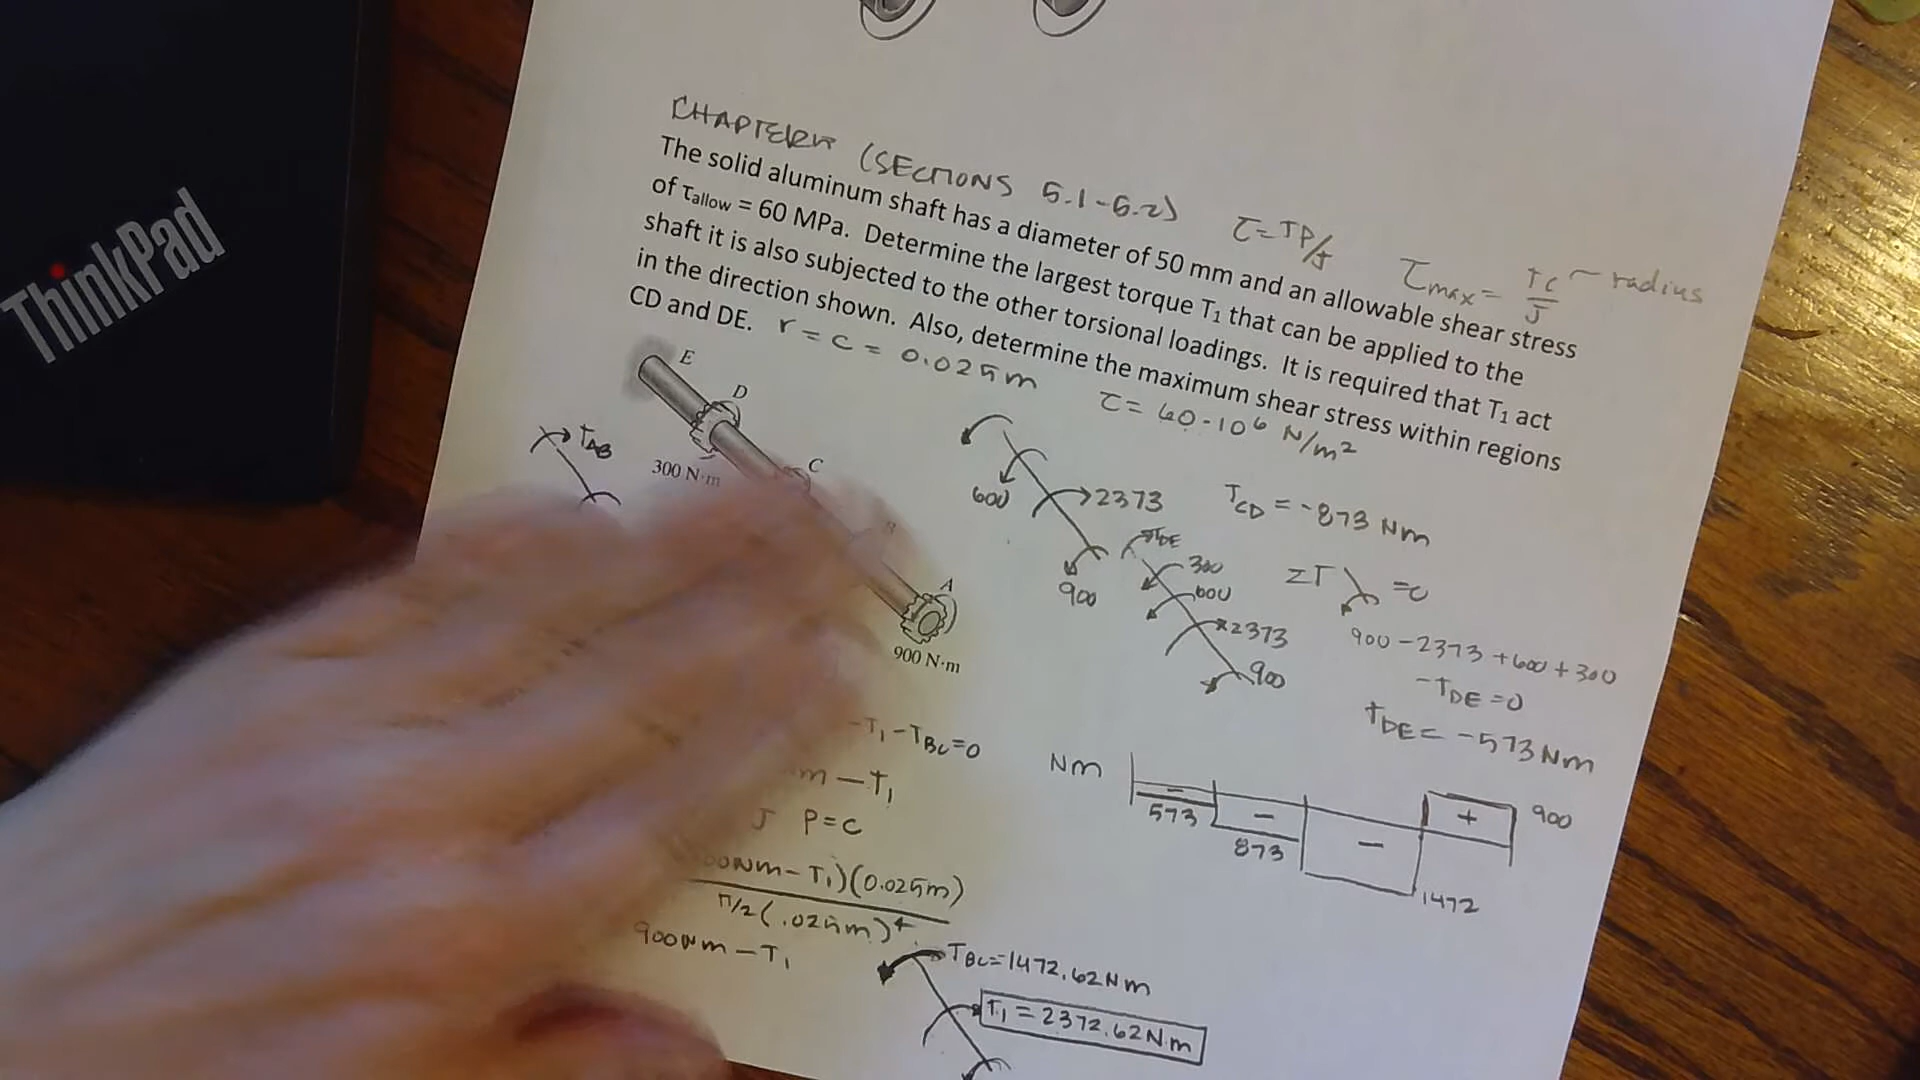 ThinkPad
CHAPTER 5 (SECTIONS 5.1-5.2)
The solid aluminum shaft has a diameter of 50 mm and an allowable shear stress
of τallow = 60 MPa. Determine the largest torque T1 that can be applied to the
shaft it is also subjected to the other torsional loadings. It is required that T1 act
in the direction shown. Also, determine the maximum shear stress within regions
CD and DE.
τ=Tρ/J
τmax = Tc/J
radius
r = c = 0.025m
τ = 60·10⁶ N/m²
E
D
C
B
A
300 N·m
900 N·m
TAB
600
2373
900
TCD = -873 Nm
TDE
300
600
2373
900
ΣT =0
900 - 2373 + 600 + 300
- TDE = 0
TDE = -573 Nm
-T1 - TBC = 0
m - T1
J ρ=c
00Nm - T1)(0.025m)
π/2 (.025m)⁴
900Nm - T1
TBC = 1472.62 Nm
T1 = 2372.62 N·m
Nm
573
-
873
-
-
1472
+
900